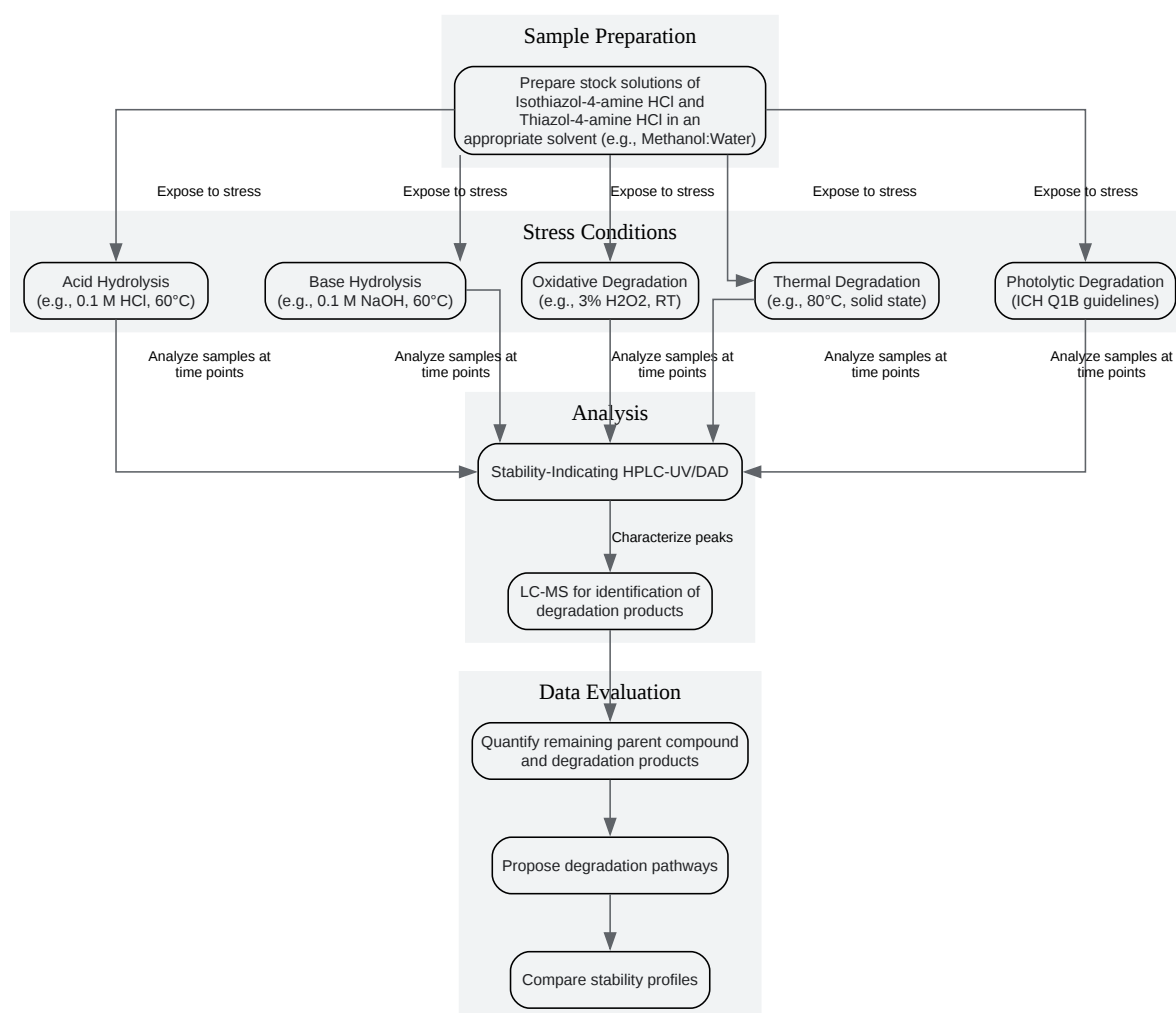 Sample Preparation
Prepare stock solutions of
Isothiazol-4-amine HCl and
Thiazol-4-amine HCl in an
appropriate solvent (e.g., Methanol:Water)
Expose to stress
Expose to stress
Expose to stress
Expose to stress
Expose to stress
Stress Conditions
Acid Hydrolysis
(e.g., 0.1 M HCl, 60°C)
Base Hydrolysis
(e.g., 0.1 M NaOH, 60°C)
Oxidative Degradation
(e.g., 3% H2O2, RT)
Thermal Degradation
(e.g., 80°C, solid state)
Photolytic Degradation
(ICH Q1B guidelines)
Analyze samples at
time points
Analyze samples at
time points
Analyze samples at
time points
Analyze samples at
time points
Analyze samples at
time points
Analysis
Stability-Indicating HPLC-UV/DAD
Characterize peaks
LC-MS for identification of
degradation products
Data Evaluation
Quantify remaining parent compound
and degradation products
Propose degradation pathways
Compare stability profiles